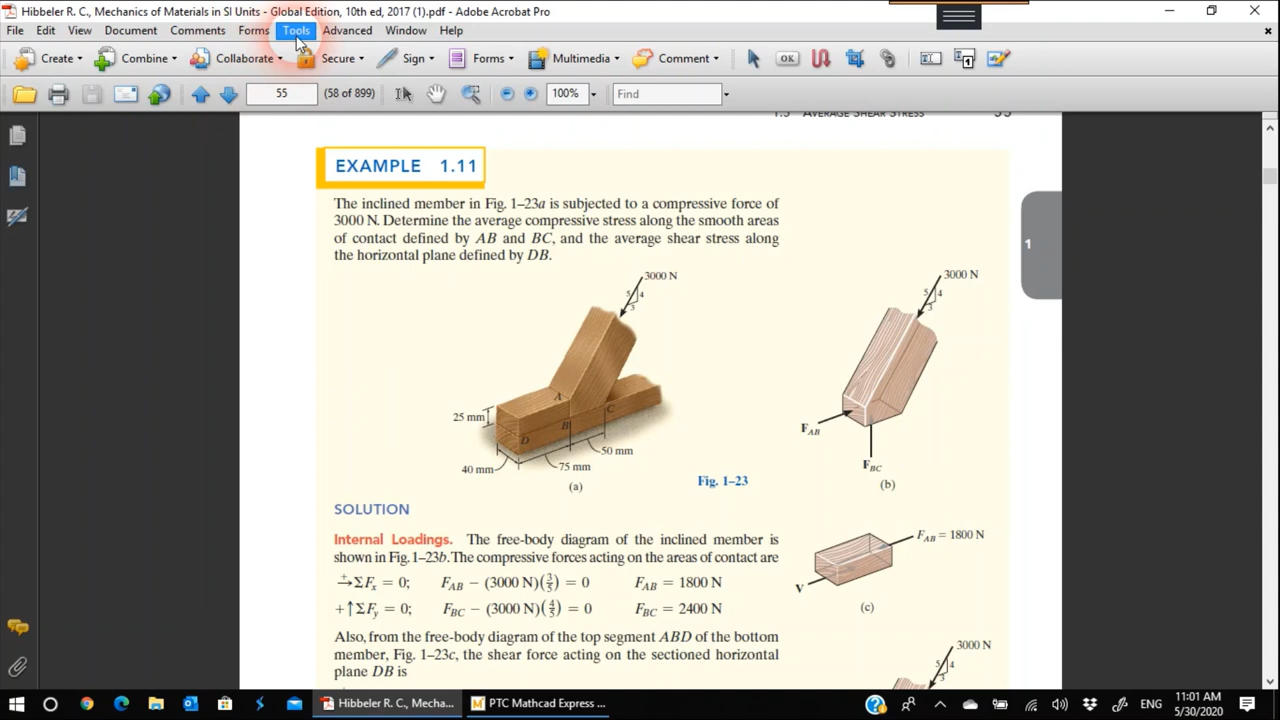 Hibbeler R. C., Mechanics of Materials in SI Units - Global Edition, 10th ed, 2017 (1).pdf - Adobe Acrobat Pro
File Edit View Document Comments Forms Tools Advanced Window Help
Create Combine Collaborate Secure Sign Forms Multimedia Comment OK
55 (58 of 899) 100% Find
1.5 AVERAGE SHEAR STRESS 55
EXAMPLE 1.11
The inclined member in Fig. 1–23a is subjected to a compressive force of
3000 N. Determine the average compressive stress along the smooth areas
of contact defined by AB and BC, and the average shear stress along
the horizontal plane defined by DB.
1
3000 N
5 4
3
A
C
B
D
25 mm
40 mm
75 mm
50 mm
(a)
Fig. 1–23
3000 N
5 4
3
F_AB
F_BC
(b)
SOLUTION
Internal Loadings. The free-body diagram of the inclined member is
shown in Fig. 1–23b. The compressive forces acting on the areas of contact are
→+ ΣF_x = 0; F_AB − (3000 N)(3/5) = 0 F_AB = 1800 N
+↑ΣF_y = 0; F_BC − (3000 N)(4/5) = 0 F_BC = 2400 N
Also, from the free-body diagram of the top segment ABD of the bottom
member, Fig. 1–23c, the shear force acting on the sectioned horizontal
plane DB is
F_AB = 1800 N
V
(c)
3000 N
5 4
Hibbeler R. C., Mecha...
PTC Mathcad Express ...
ENG
11:01 AM
5/30/2020